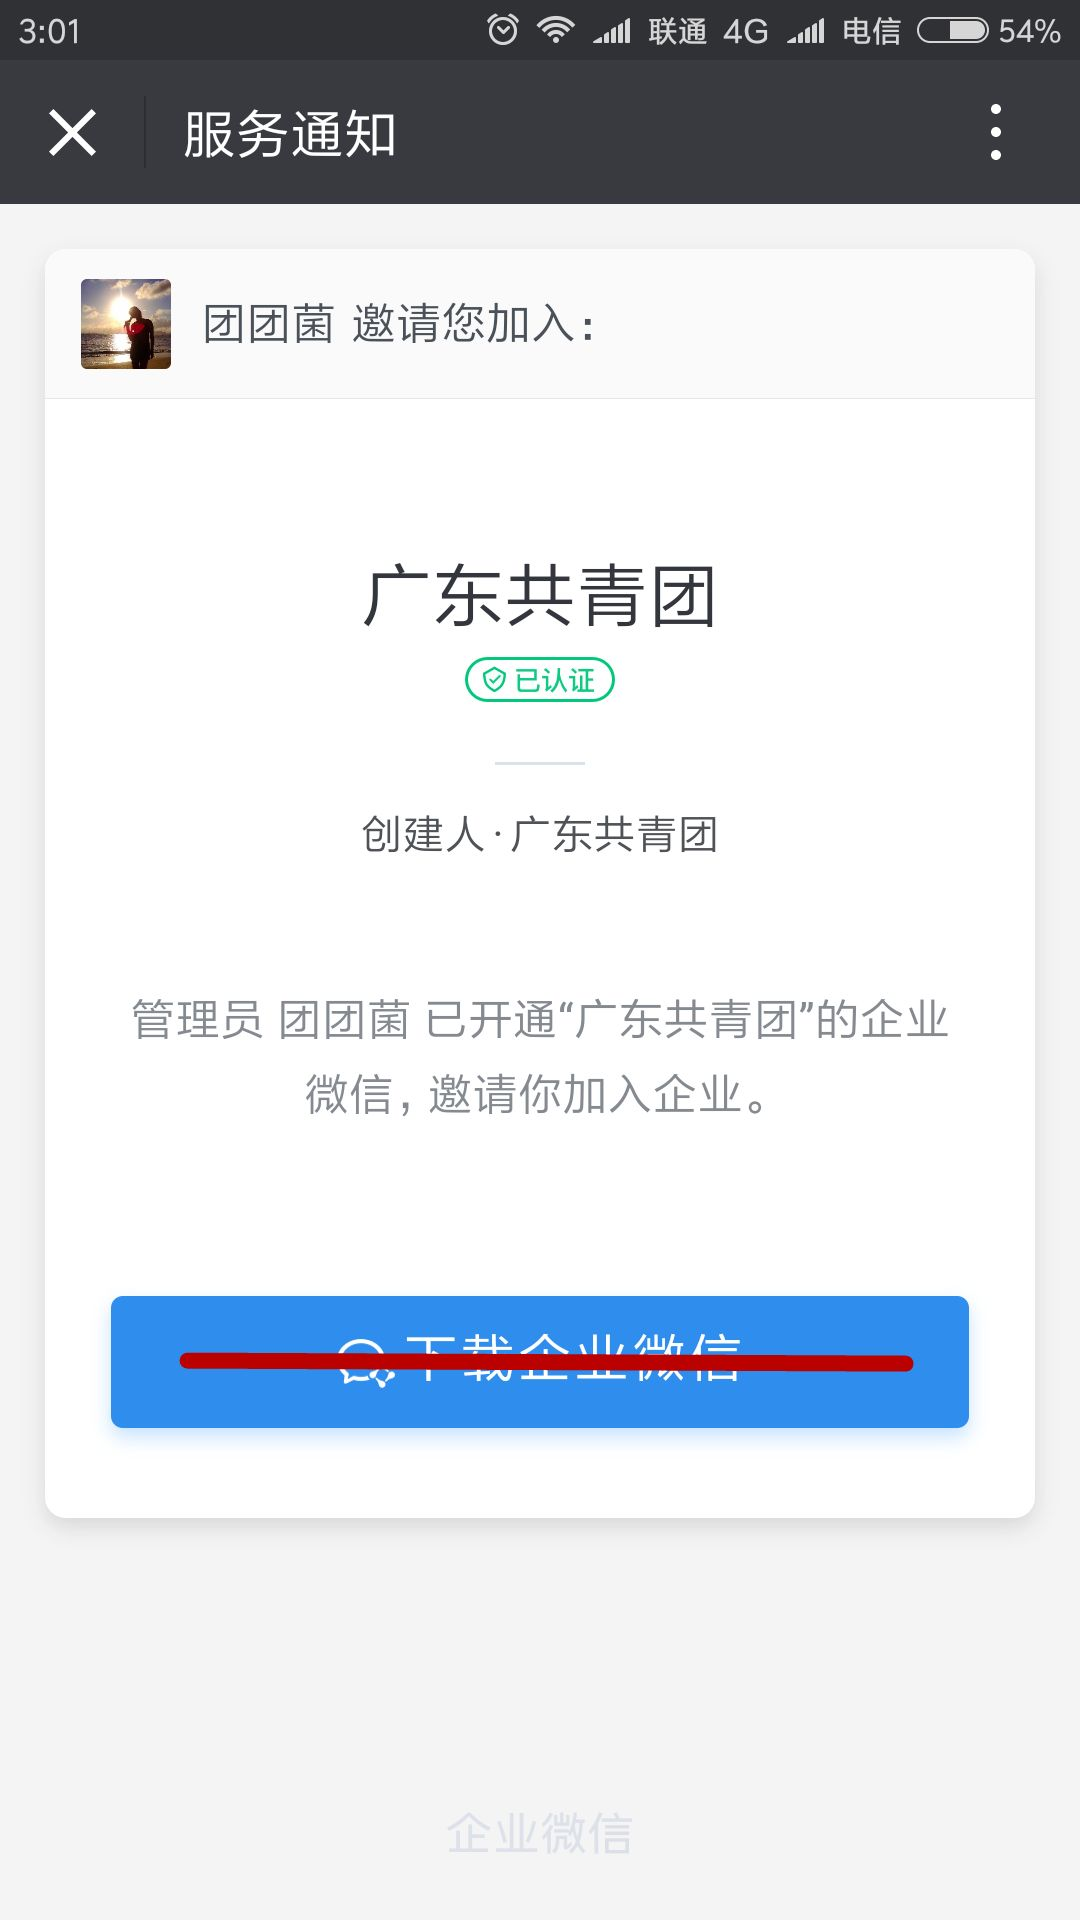 3:01 联通 4G 电信 54%
服务通知
团团菌 邀请您加入：
广东共青团
已认证
创建人·广东共青团
管理员 团团菌 已开通“广东共青团”的企业
微信，邀请你加入企业。
下载企业微信
企业微信